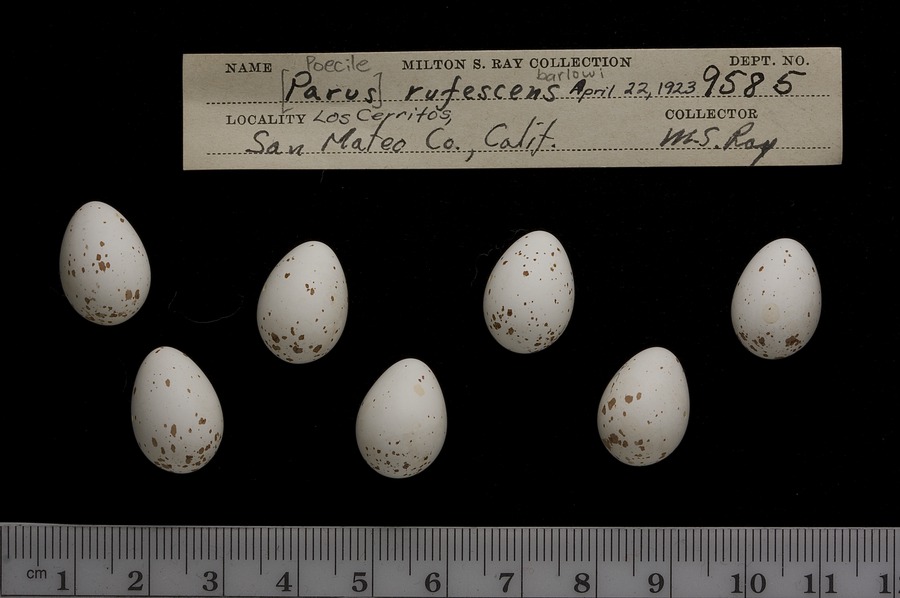 NAME Poecile MILTON S. RAY COLLECTION DEPT. NO.
[Parus] rufescens barlowi April 22, 1923 9585
LOCALITY Los Cerritos, COLLECTOR
San Mateo Co., Calif. M.S. Ray
cm 1 2 3 4 5 6 7 8 9 10 11 1